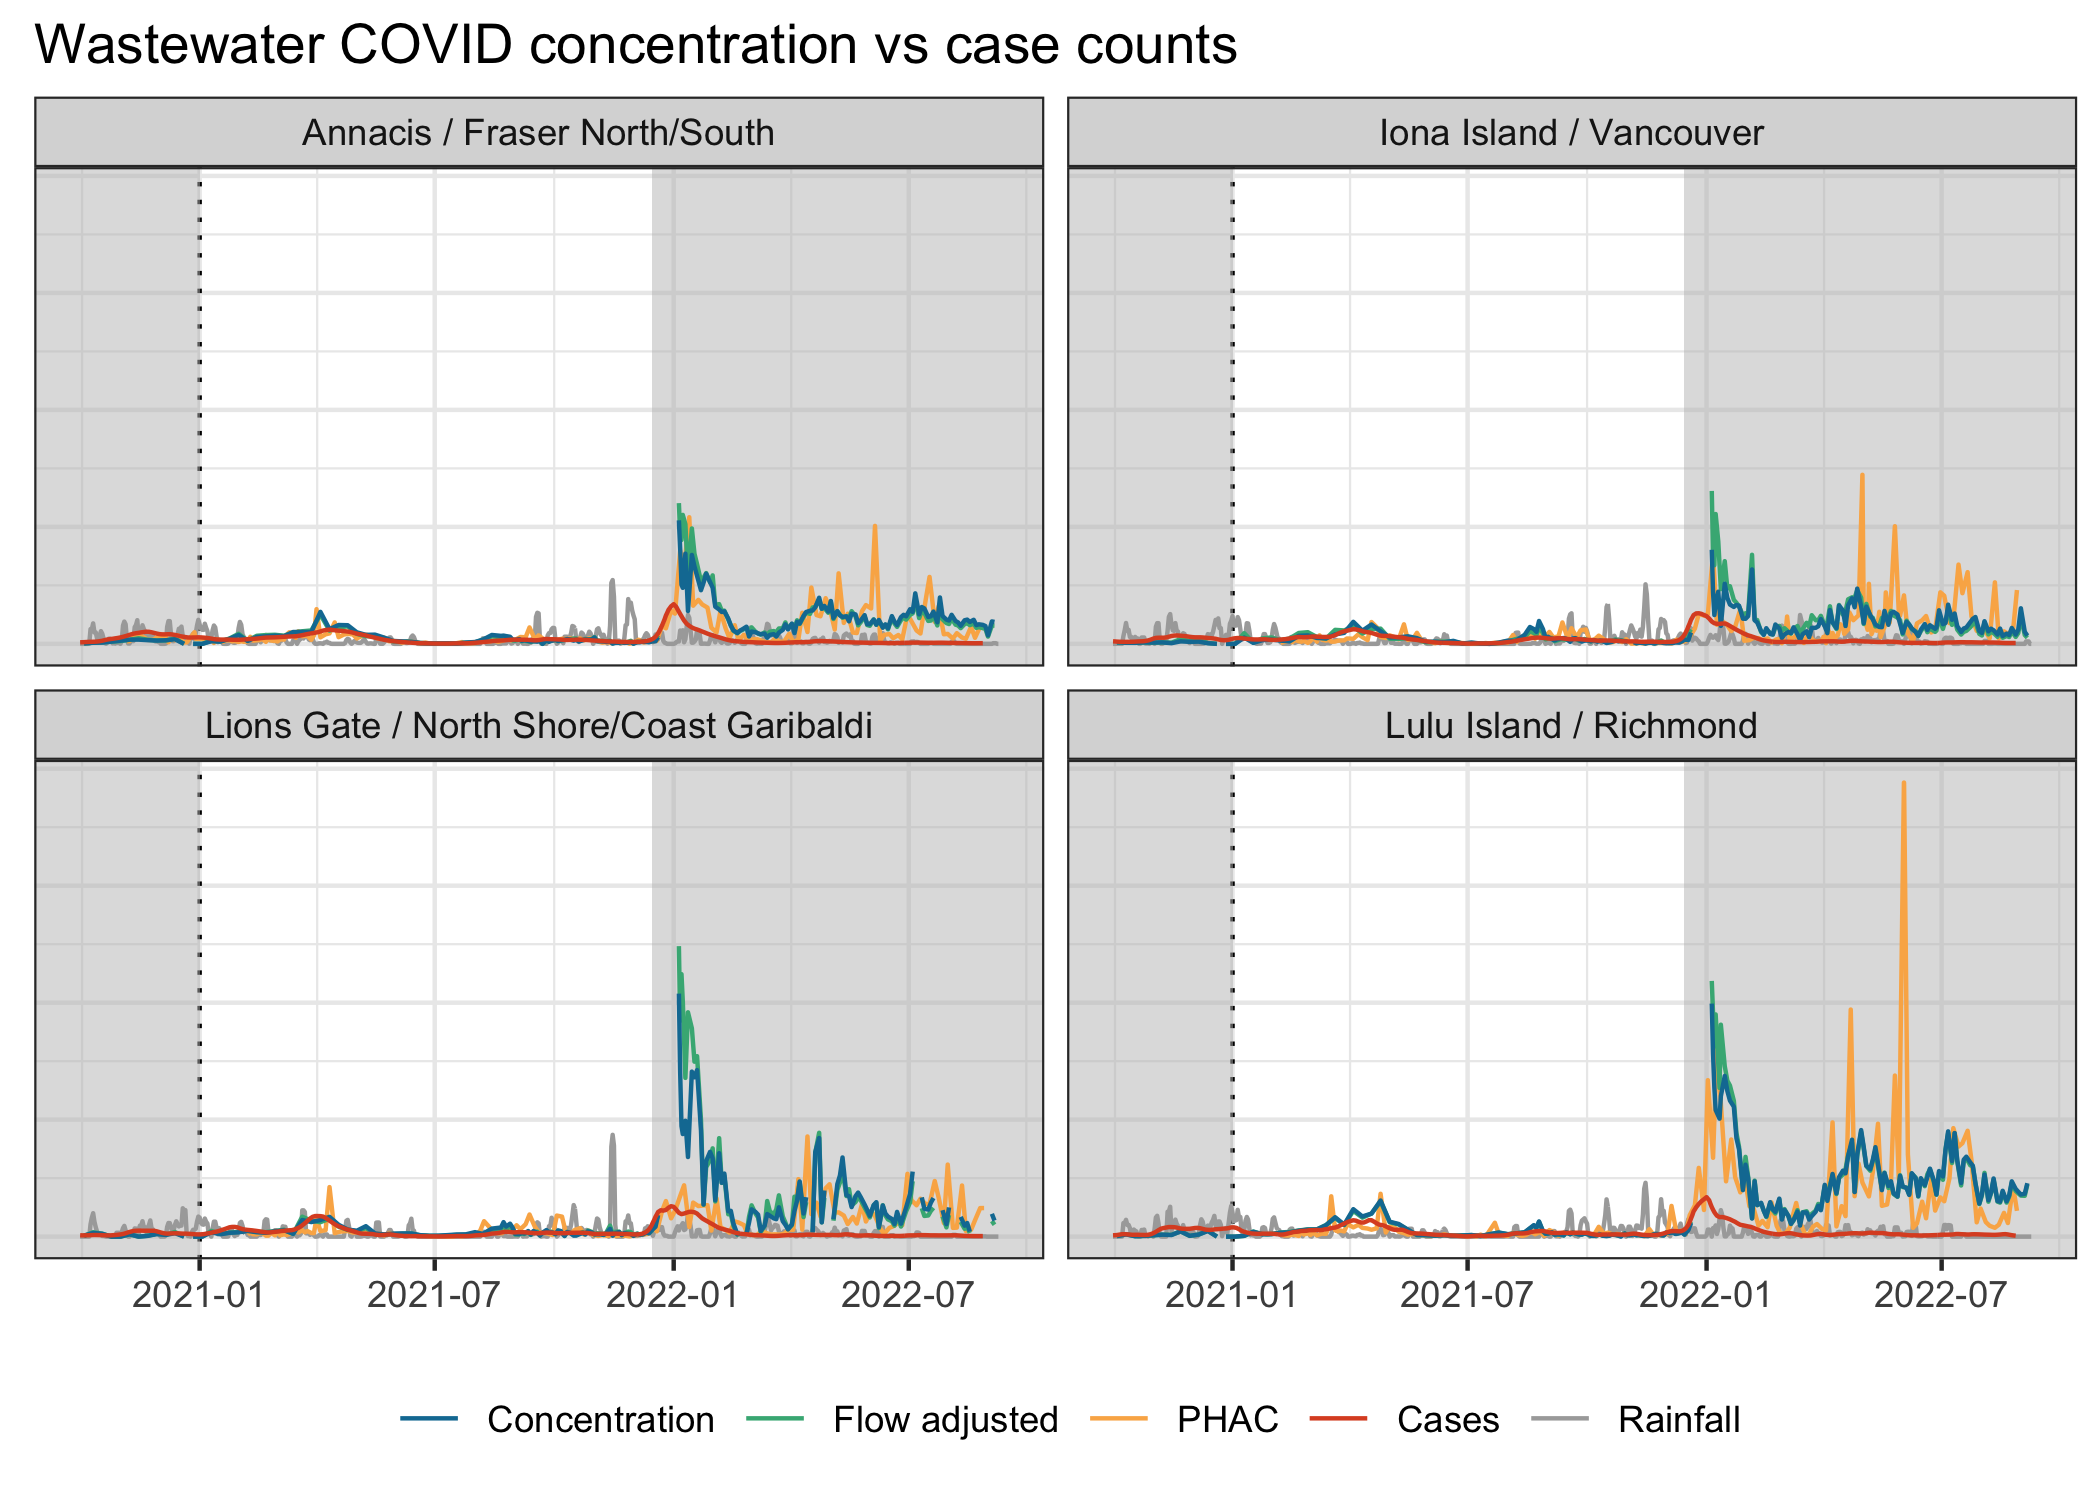 Wastewater COVID concentration vs case counts
Annacis / Fraser North/South
Iona Island / Vancouver
Lions Gate / North Shore/Coast Garibaldi
Lulu Island / Richmond
2021-01 2021-07 2022-01 2022-07 2021-01 2021-07 2022-01 2022-07
Concentration Flow adjusted PHAC Cases Rainfall